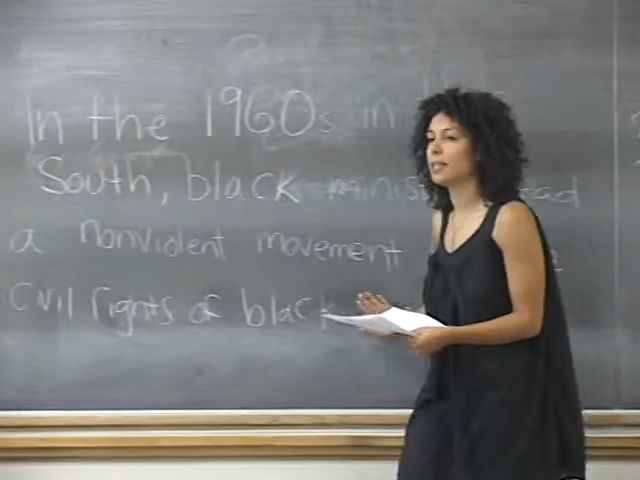 In the 1960s in
South, black
a nonviolent movement
Civil rights of black